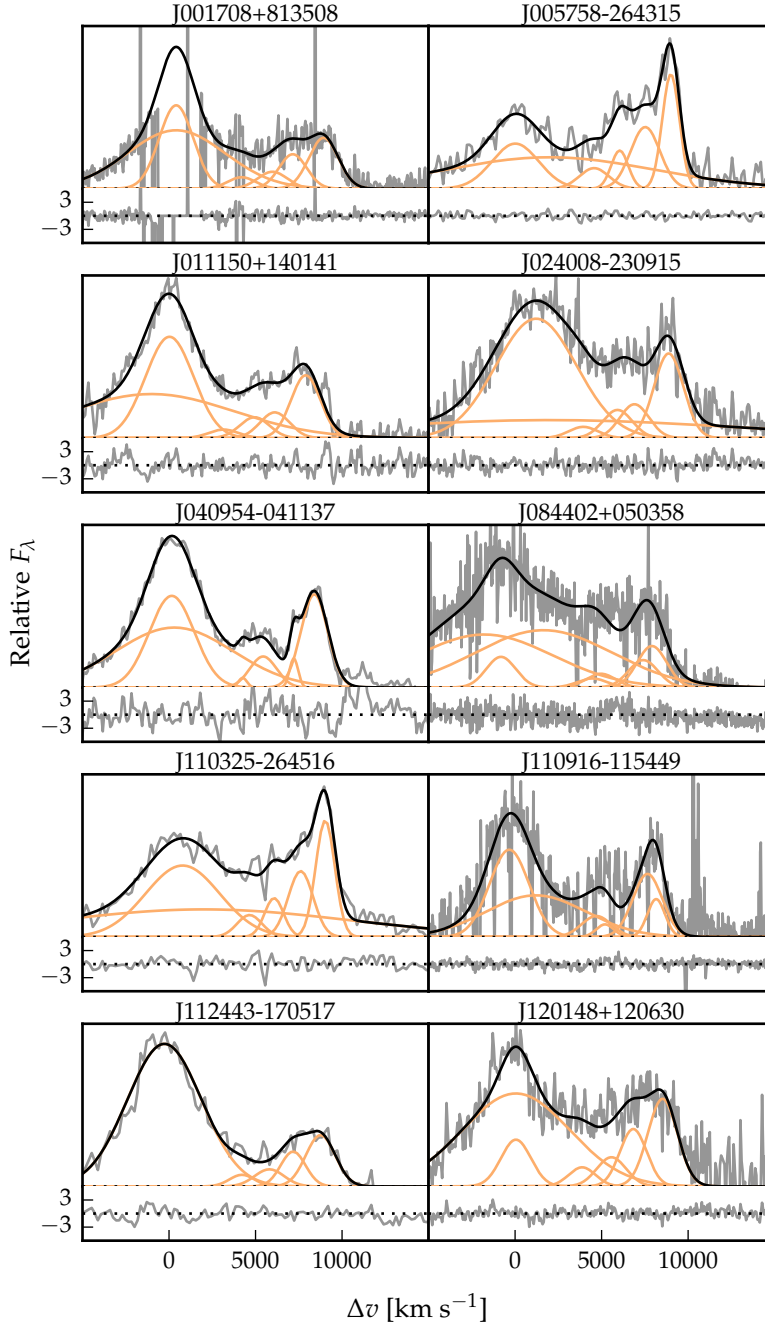 J001708+813508
J005758-264315
3
−3
J011150+140141
J024008-230915
3
−3
J040954-041137
J084402+050358
3
−3
J110325-264516
J110916-115449
3
−3
J112443-170517
J120148+120630
3
−3
0
5000
10000
0
5000
10000
Relative F_λ
Δv [km s⁻¹]